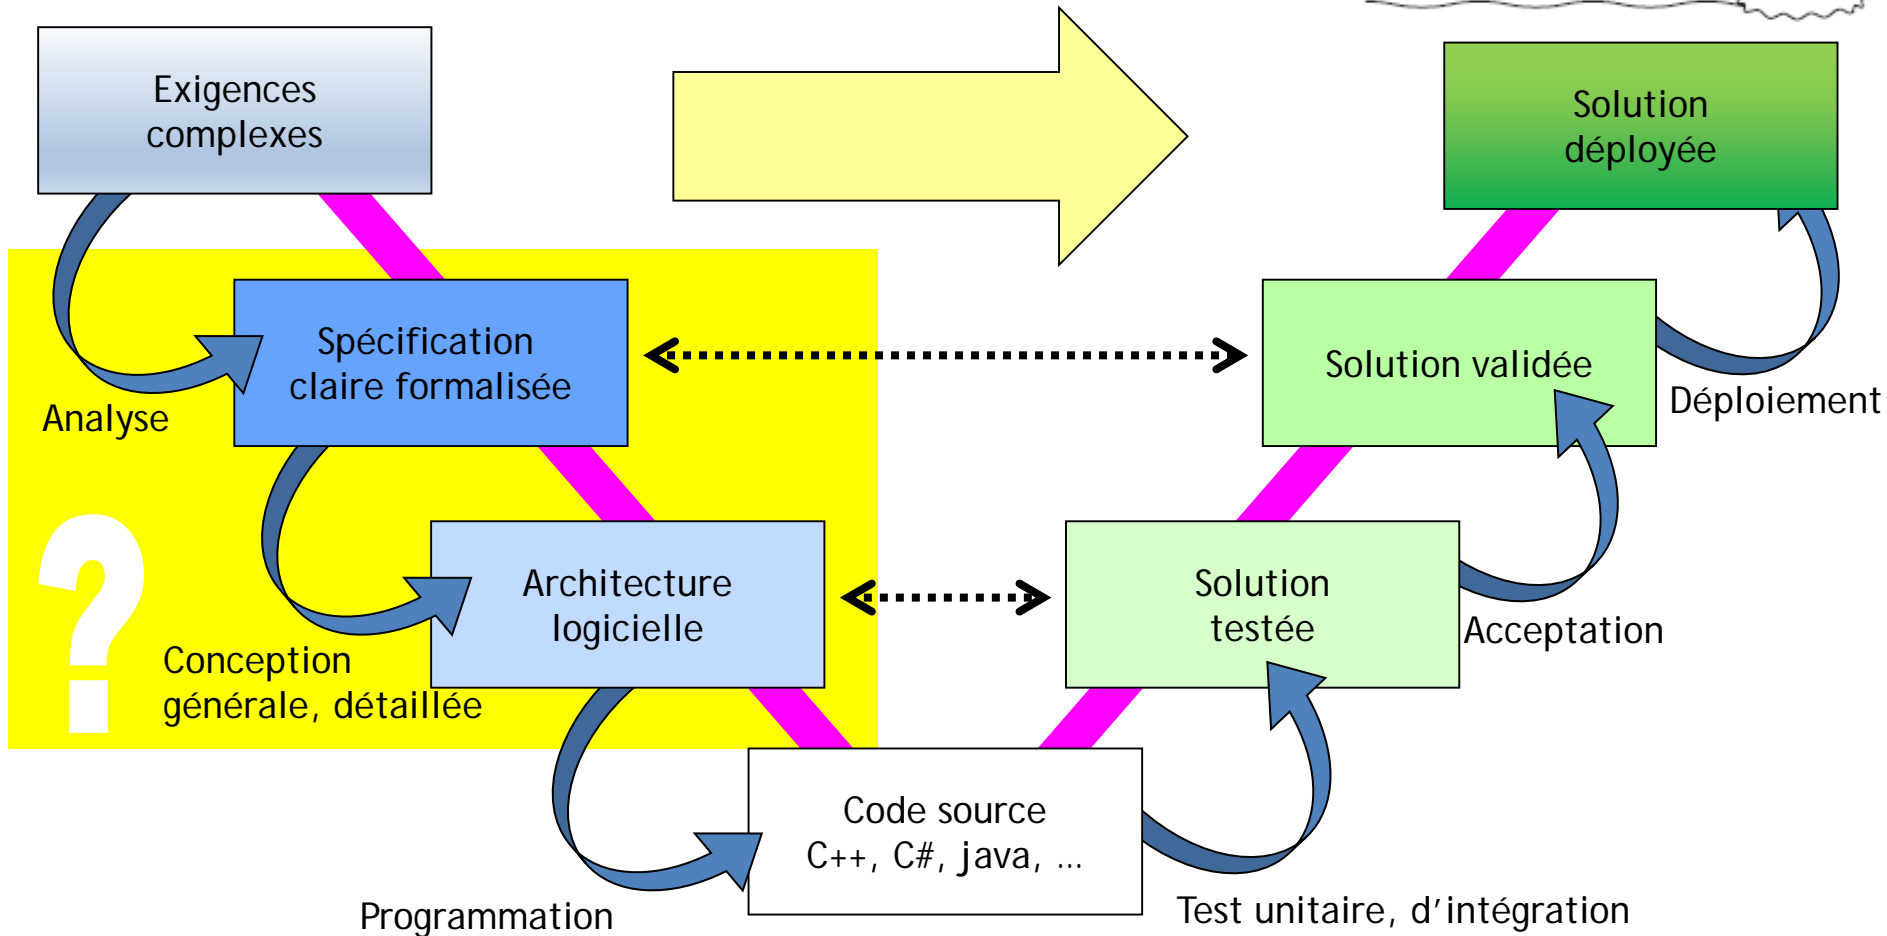 Exigences
complexes
Solution
déployée
Spécification
claire formalisée
Solution validée
Analyse
Déploiement
?
Architecture
logicielle
Solution
testée
Acceptation
Conception
générale, détaillée
Code source
C++, C#, java, ...
Programmation
Test unitaire, d'intégration